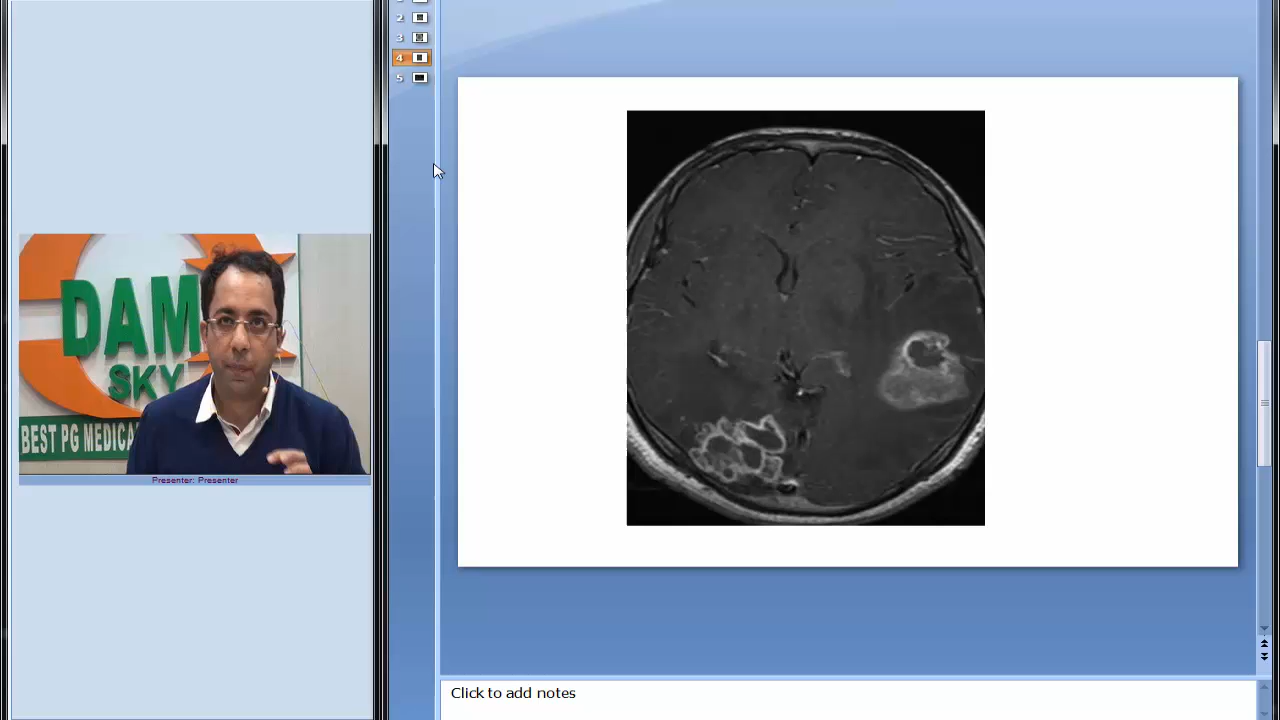 DAM
SKY
BEST PG MEDICA
Presenter: Presenter
2
3
4
5
Click to add notes